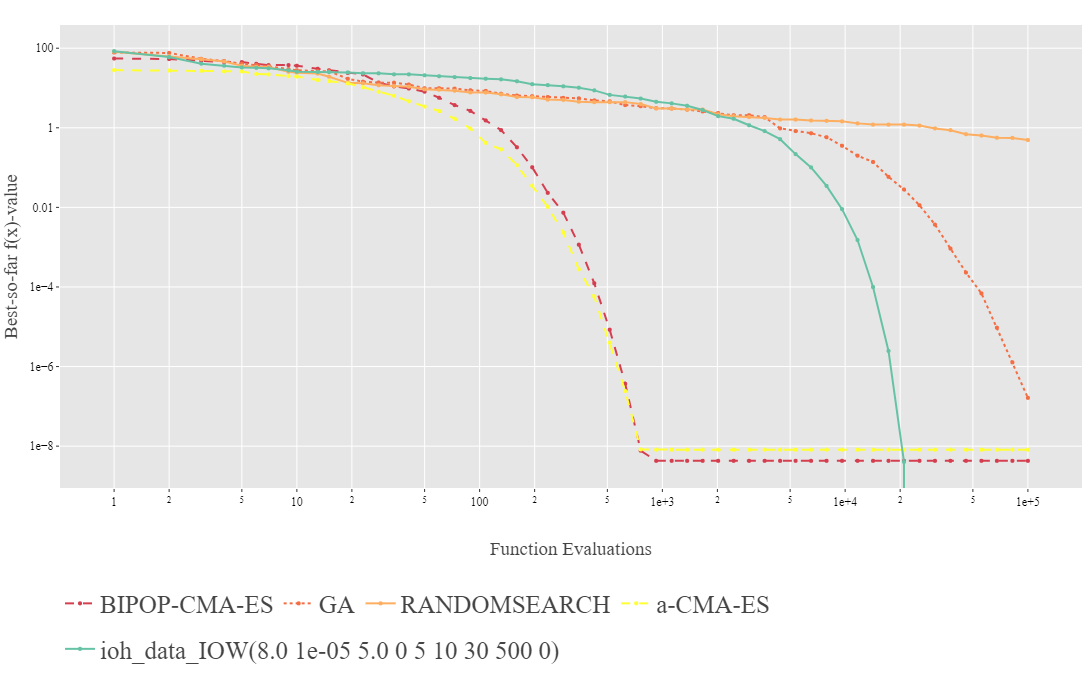 Best-so-far f(x)-value
100
1
0.01
1e−4
1e−6
1e−8
1 2 5 10 2 5 100 2 5 1e+3 2 5 1e+4 2 5 1e+5
Function Evaluations
BIPOP-CMA-ES GA RANDOMSEARCH a-CMA-ES
ioh_data_IOW(8.0 1e-05 5.0 0 5 10 30 500 0)